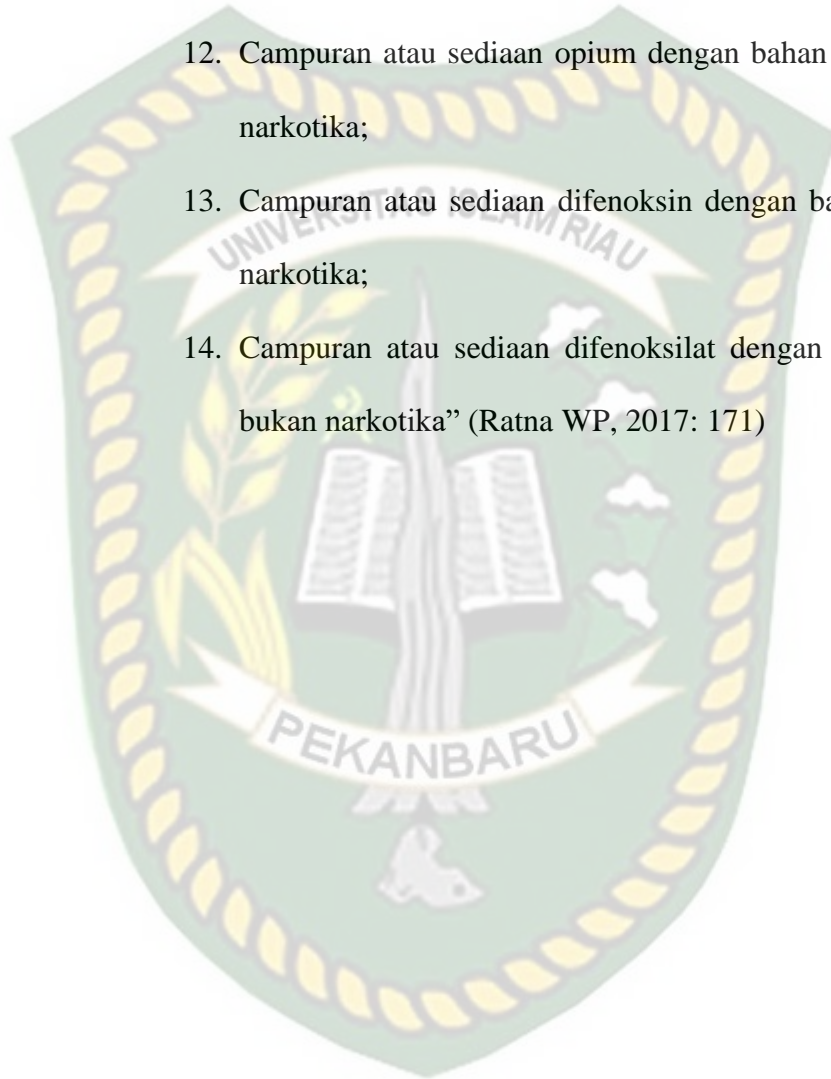 12. Campuran atau sediaan opium dengan bahan
narkotika;
13. Campuran atau sediaan difenoksin dengan ba
narkotika;
14. Campuran atau sediaan difenoksilat dengan
bukan narkotika” (Ratna WP, 2017: 171)
UNIVERSITAS ISLAM RIAU
PEKANBARU